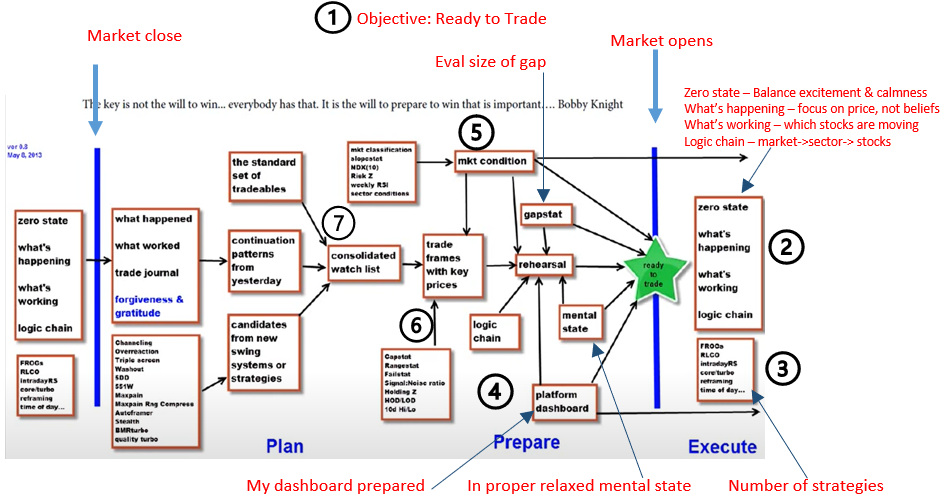 1 Objective: Ready to Trade
Market close
Market opens
Eval size of gap
The key is not the will to win... everybody has that. It is the will to prepare to win that is important…. Bobby Knight
Zero state – Balance excitement & calmness
What's happening – focus on price, not beliefs
What's working – which stocks are moving
Logic chain – market->sector-> stocks
ver 0.8
May 8, 2013
zero state
what's
happening
what's
working
logic chain
FROGs
RLCO
intradayRS
core/turbo
reframing
time of day...
what happened
what worked
trade journal
forgiveness &
gratitude
Channeling
Overreaction
Triple screen
Washout
5DD
551W
Maxpain
Maxpain Rng Compress
Autoframer
Stealth
BMRturbo
quality turbo
the standard
set of
tradeables
continuation
patterns
from
yesterday
candidates
from new
swing
systems or
strategies
7
consolidated
watch list
mkt classification
slopestat
NDX(10)
Risk Z
weekly RSI
sector conditions
5
mkt condition
trade
frames
with key
prices
6
Gapstat
Rangestat
Failstat
Signal:Noise ratio
Holding Z
HOD/LOD
10d Hi/Lo
gapstat
rehearsal
logic
chain
mental
state
4
platform
dashboard
ready
to
trade
zero state
what's
happening
what's
working
logic chain
2
FROGs
RLCO
intradayRS
core/turbo
reframing
time of day...
3
Plan
Prepare
Execute
My dashboard prepared
In proper relaxed mental state
Number of strategies